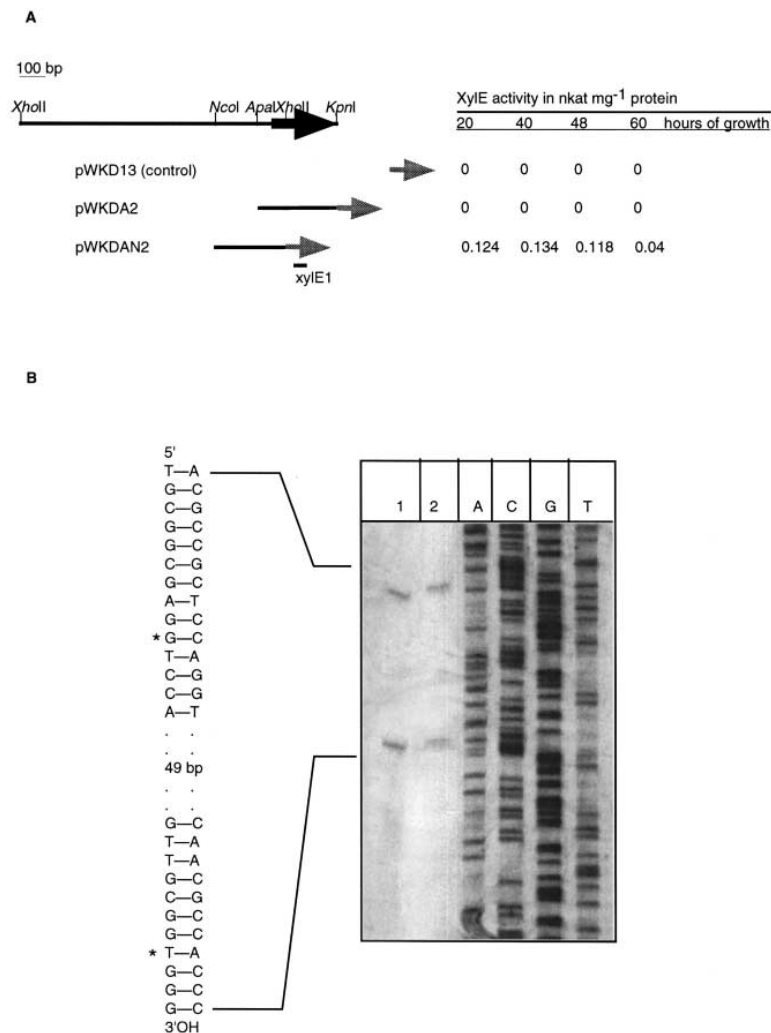 A
100 bp
XhoII NcoI ApaI XhoII KpnI
XylE activity in nkat mg-1 protein
20 40 48 60 hours of growth
pWKD13 (control) 0 0 0 0
pWKDA2 0 0 0 0
pWKDAN2 0.124 0.134 0.118 0.04
xylE1
B
5'
T—A
G—C
C—G
G—C
G—C
C—G
G—C
A—T
G—C
* G—C
T—A
C—G
C—G
A—T
. .
. .
49 bp
. .
. .
G—C
T—A
T—A
G—C
C—G
G—C
G—C
* T—A
G—C
G—C
G—C
3'OH
1 2 A C G T